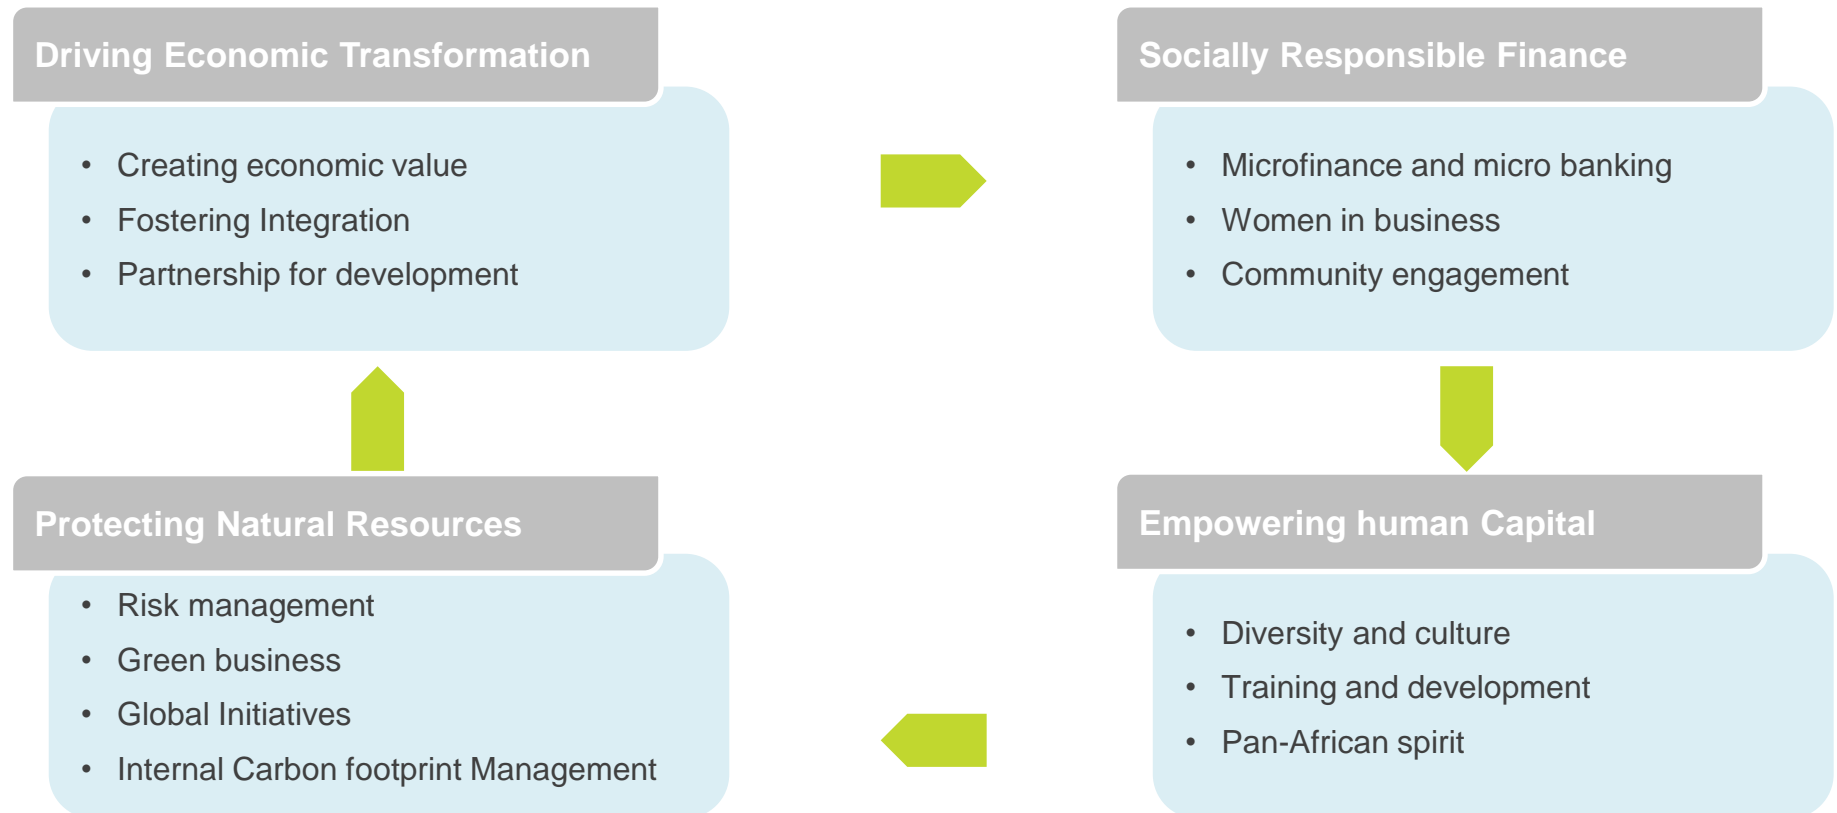 Driving Economic Transformation
• Creating economic value
• Fostering Integration
• Partnership for development
Socially Responsible Finance
• Microfinance and micro banking
• Women in business
• Community engagement
Protecting Natural Resources
• Risk management
• Green business
• Global Initiatives
• Internal Carbon footprint Management
Empowering human Capital
• Diversity and culture
• Training and development
• Pan-African spirit